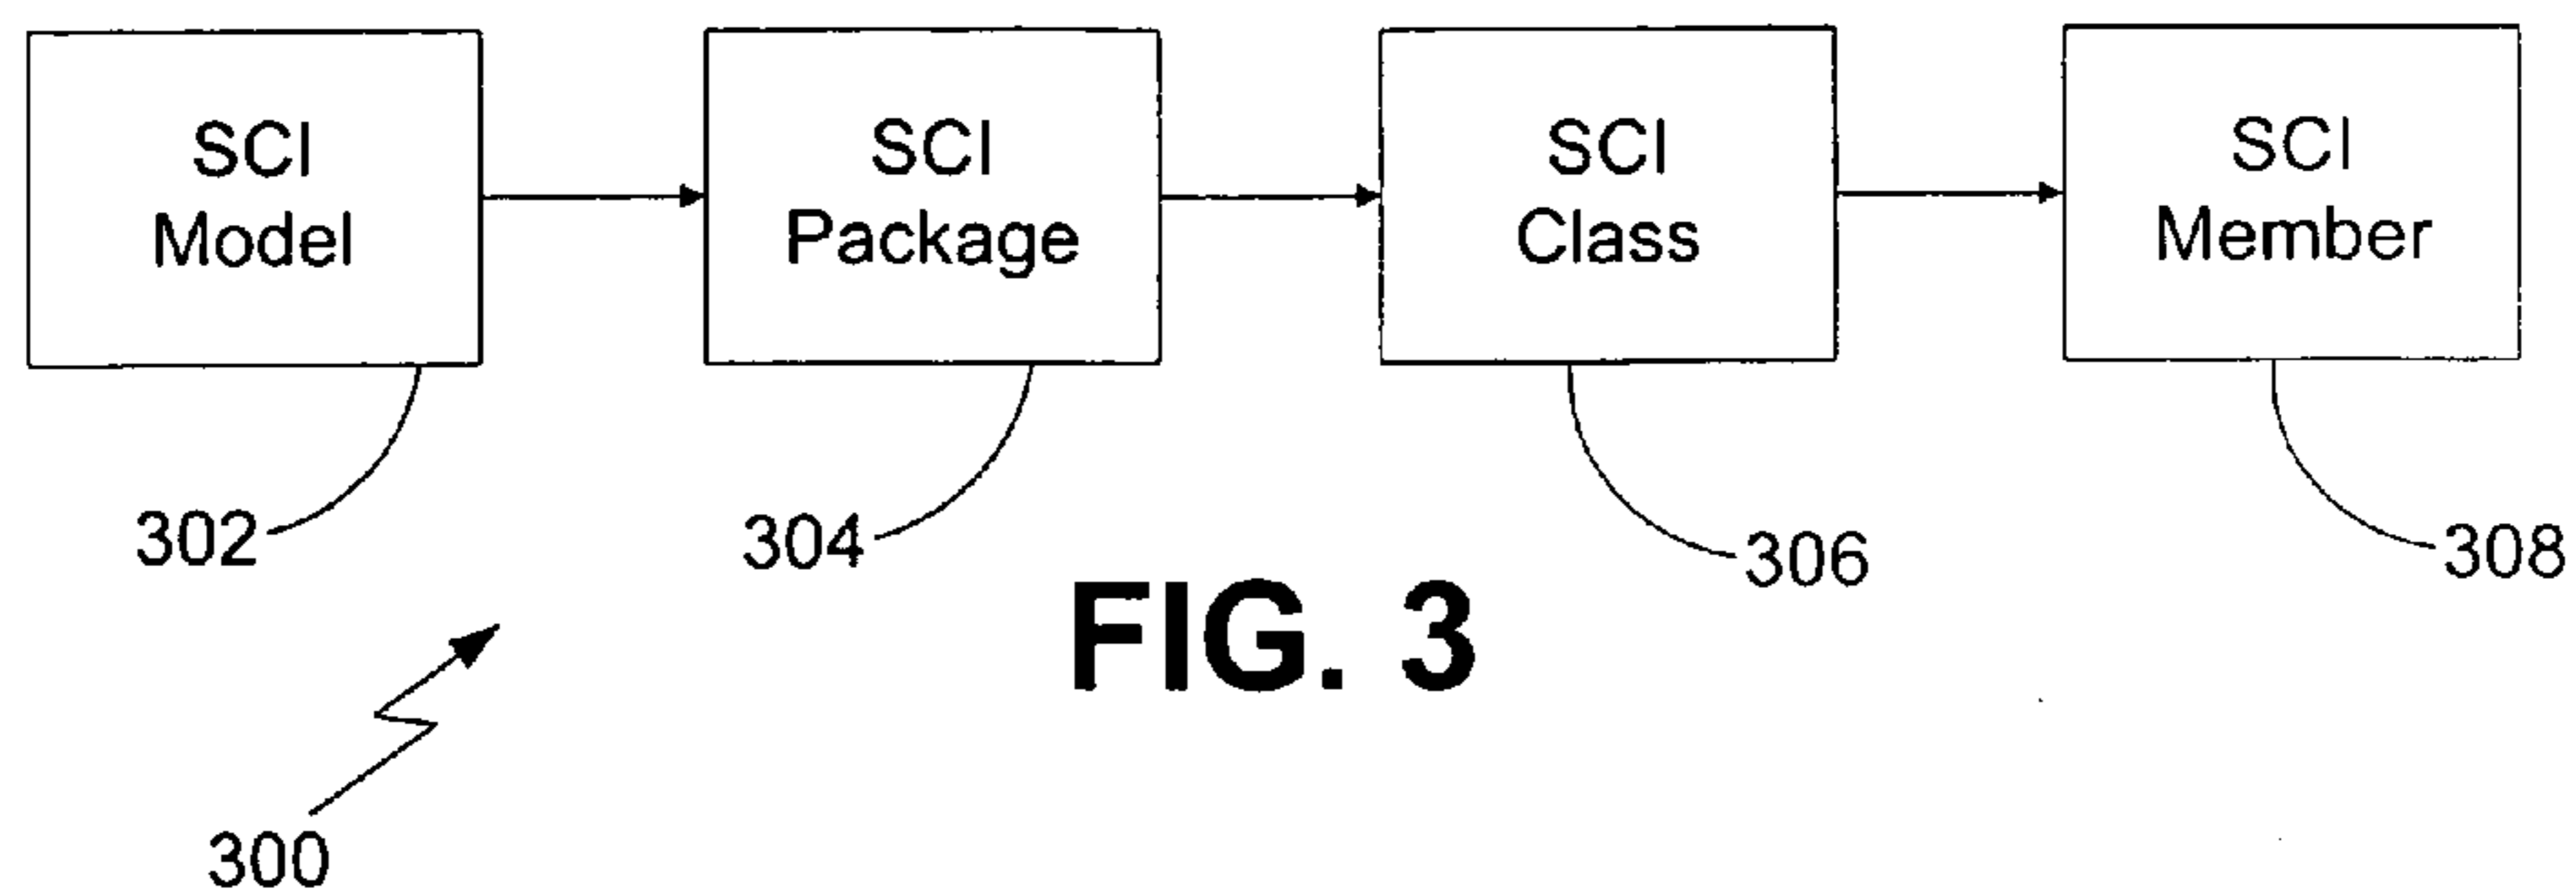 SCI
Model
SCI
Package
SCI
Class
SCI
Member
302
304
306
308
FIG. 3
300